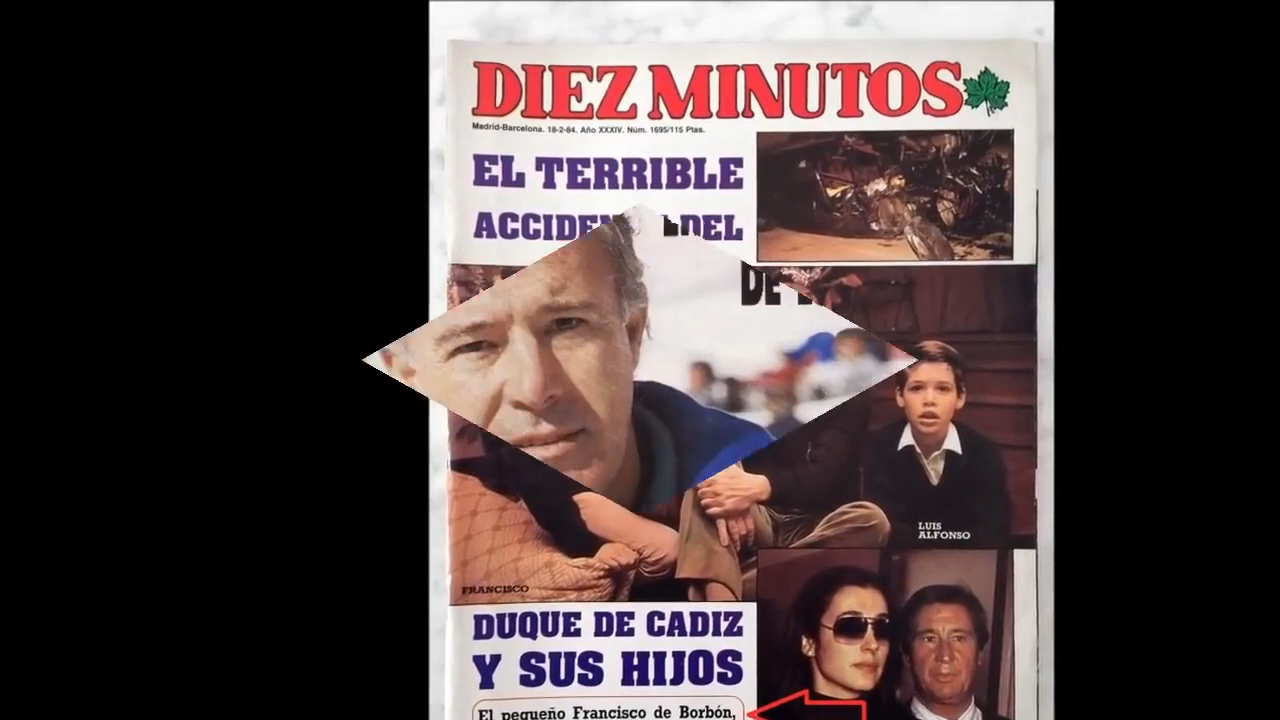 DIEZ MINUTOS
Madrid-Barcelona. 18-2-84. Año XXXIV. Núm. 1695/115 Ptas.
EL TERRIBLE
DEL
DE
LUIS
ALFONSO
FRANCISCO
DUQUE DE CADIZ
Y SUS HIJOS
El pequeño Francisco de Borbón,